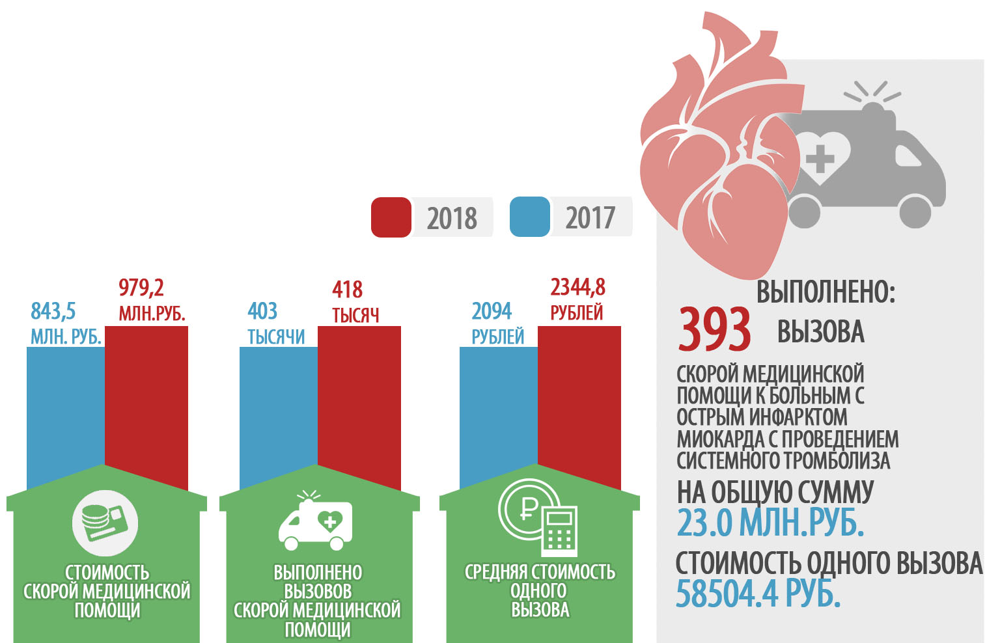 2018
2017
843,5
МЛН. РУБ.
979,2
МЛН.РУБ.
403
ТЫСЯЧИ
418
ТЫСЯЧ
2094
РУБЛЕЙ
2344,8
РУБЛЕЙ
СТОИМОСТЬ
СКОРОЙ МЕДИЦИНСКОЙ
ПОМОЩИ
ВЫПОЛНЕНО
ВЫЗОВОВ
СКОРОЙ МЕДИЦИНСКОЙ
ПОМОЩИ
СРЕДНЯЯ СТОИМОСТЬ
ОДНОГО
ВЫЗОВА
ВЫПОЛНЕНО:
393 ВЫЗОВА
СКОРОЙ МЕДИЦИНСКОЙ
ПОМОЩИ К БОЛЬНЫМ С
ОСТРЫМ ИНФАРКТОМ
МИОКАРДА С ПРОВЕДЕНИЕМ
СИСТЕМНОГО ТРОМБОЛИЗА
НА ОБЩУЮ СУММУ
23.0 МЛН.РУБ.
СТОИМОСТЬ ОДНОГО ВЫЗОВА
58504.4 РУБ.